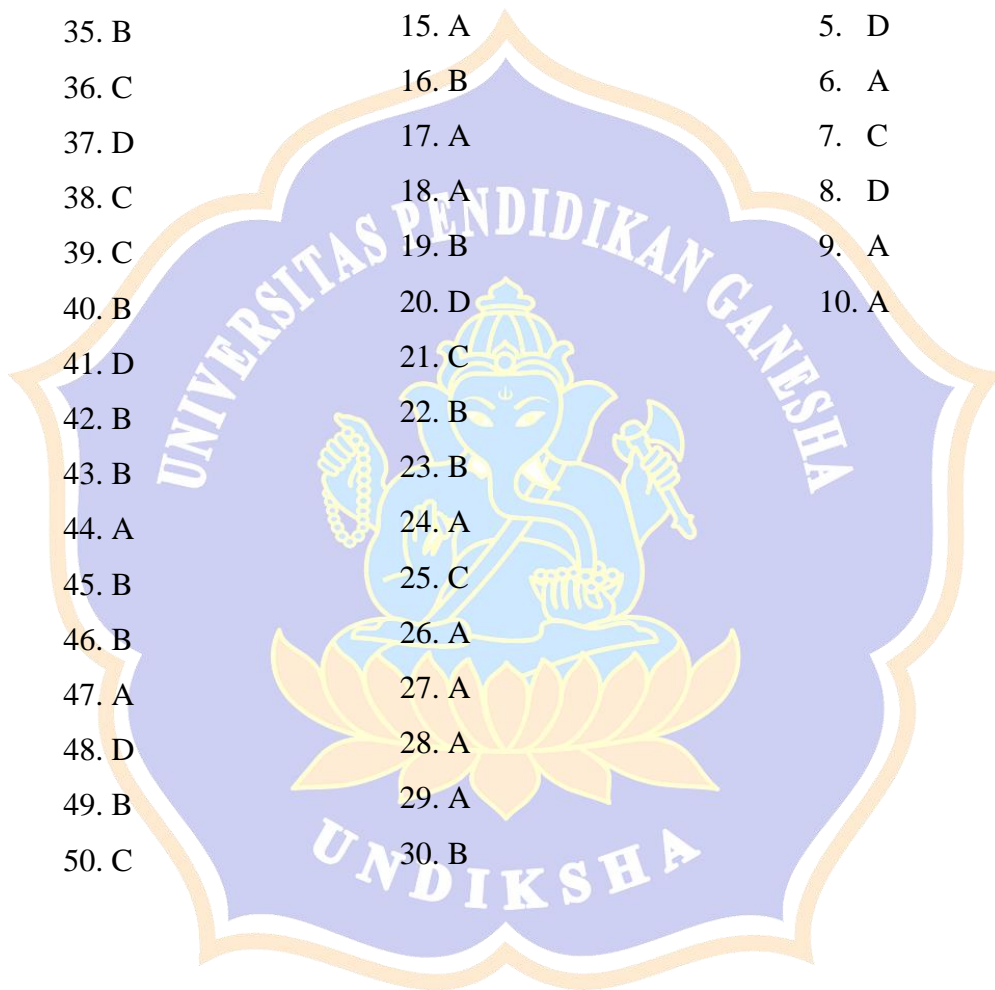 35. B
36. C
37. D
38. C
39. C
40. B
41. D
42. B
43. B
44. A
45. B
46. B
47. A
48. D
49. B
50. C
15. A
16. B
17. A
18. A
19. B
20. D
21. C
22. B
23. B
24. A
25. C
26. A
27. A
28. A
29. A
30. B
5. D
6. A
7. C
8. D
9. A
10. A
UNIVERSITAS PENDIDIKAN GANESHA
UNDIKSHA